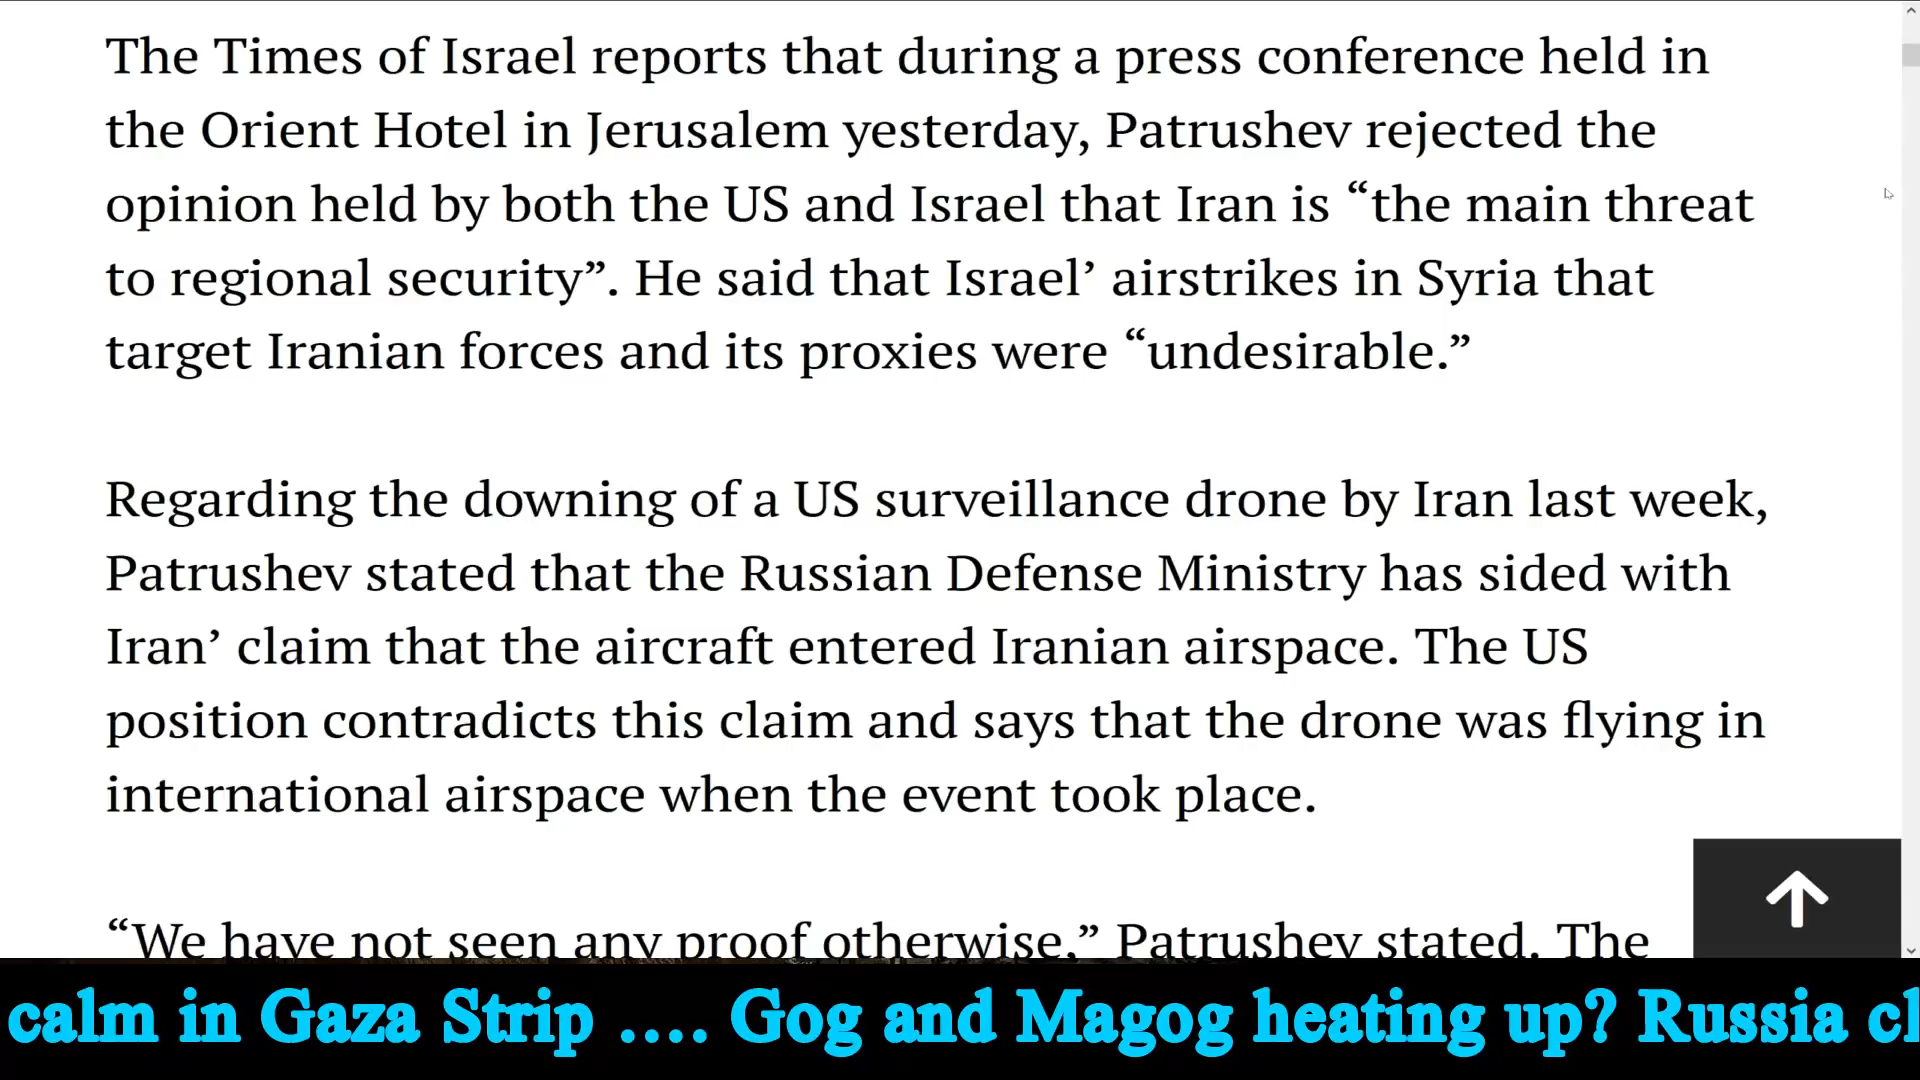 The Times of Israel reports that during a press conference held in
the Orient Hotel in Jerusalem yesterday, Patrushev rejected the
opinion held by both the US and Israel that Iran is “the main threat
to regional security”. He said that Israel’ airstrikes in Syria that
target Iranian forces and its proxies were “undesirable.”
Regarding the downing of a US surveillance drone by Iran last week,
Patrushev stated that the Russian Defense Ministry has sided with
Iran’ claim that the aircraft entered Iranian airspace. The US
position contradicts this claim and says that the drone was flying in
international airspace when the event took place.
“We have not seen any proof otherwise,” Patrushev stated. The
calm in Gaza Strip .... Gog and Magog heating up? Russia